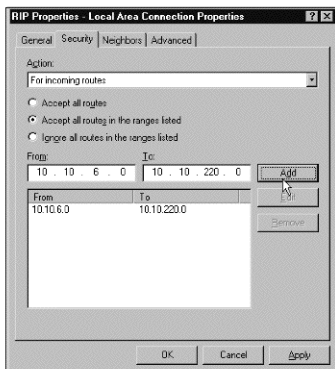 RIP Properties - Local Area Connection Properties
General Security Neighbors Advanced
Action:
For incoming routes
Accept all routes
Accept all routes in the ranges listed
Ignore all routes in the ranges listed
From: To:
10 . 10 . 6 . 0 10 . 10 . 220 . 0 Add
From To Edit
10.10.6.0 10.10.220.0
Remove
OK Cancel Apply